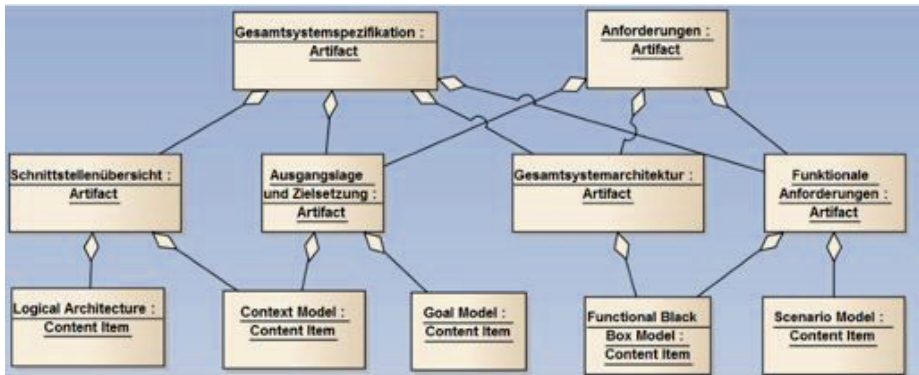 Gesamtsystemspezifikation :
Artifact
Anforderungen :
Artifact
Schnittstellenübersicht :
Artifact
Ausgangslage
und Zielsetzung :
Artifact
Gesamtsystemarchitektur :
Artifact
Funktionale
Anforderungen :
Artifact
Logical Architecture :
Content Item
Context Model :
Content Item
Goal Model :
Content Item
Functional Black
Box Model :
Content Item
Scenario Model :
Content Item